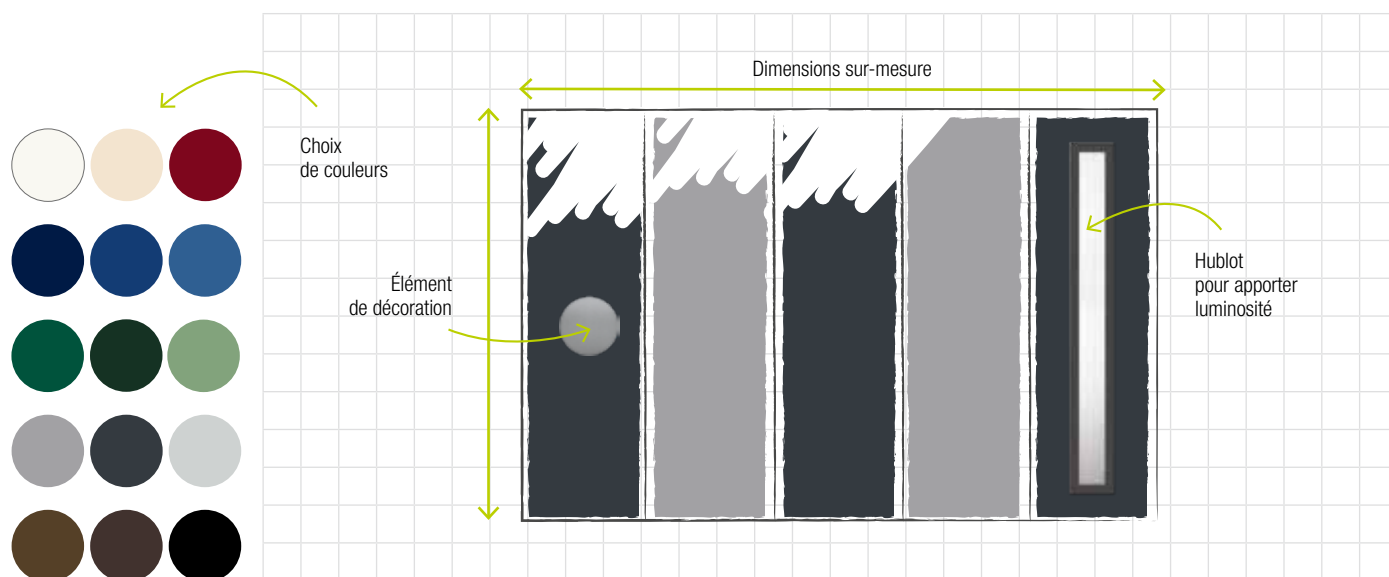 Dimensions sur-mesure
Choix
de couleurs
Élément
de décoration
Hublot
pour apporter
luminosité